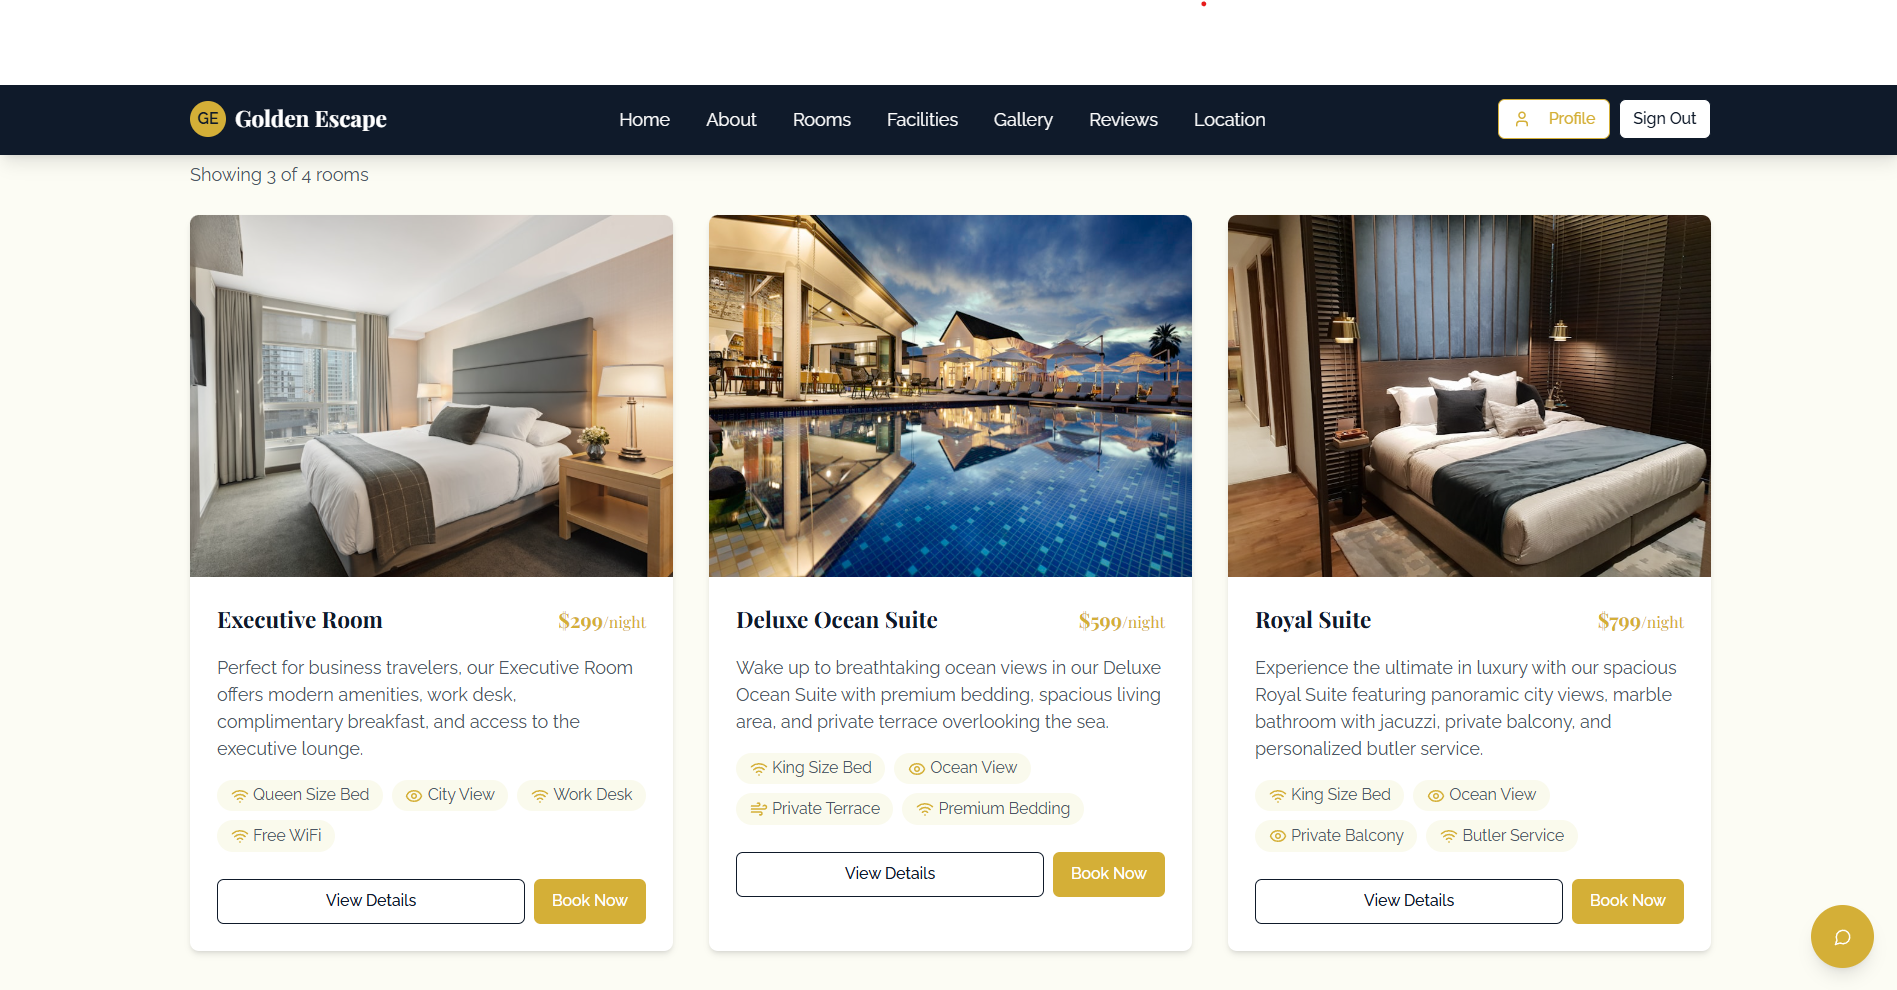 GE Golden Escape Home About Rooms Facilities Gallery Reviews Location Profile Sign Out
Showing 3 of 4 rooms
Executive Room $299/night
Perfect for business travelers, our Executive Room
offers modern amenities, work desk,
complimentary breakfast, and access to the
executive lounge.
Queen Size Bed City View Work Desk
Free WiFi
View Details Book Now
Deluxe Ocean Suite $599/night
Wake up to breathtaking ocean views in our Deluxe
Ocean Suite with premium bedding, spacious living
area, and private terrace overlooking the sea.
King Size Bed Ocean View
Private Terrace Premium Bedding
View Details Book Now
Royal Suite $799/night
Experience the ultimate in luxury with our spacious
Royal Suite featuring panoramic city views, marble
bathroom with jacuzzi, private balcony, and
personalized butler service.
King Size Bed Ocean View
Private Balcony Butler Service
View Details Book Now